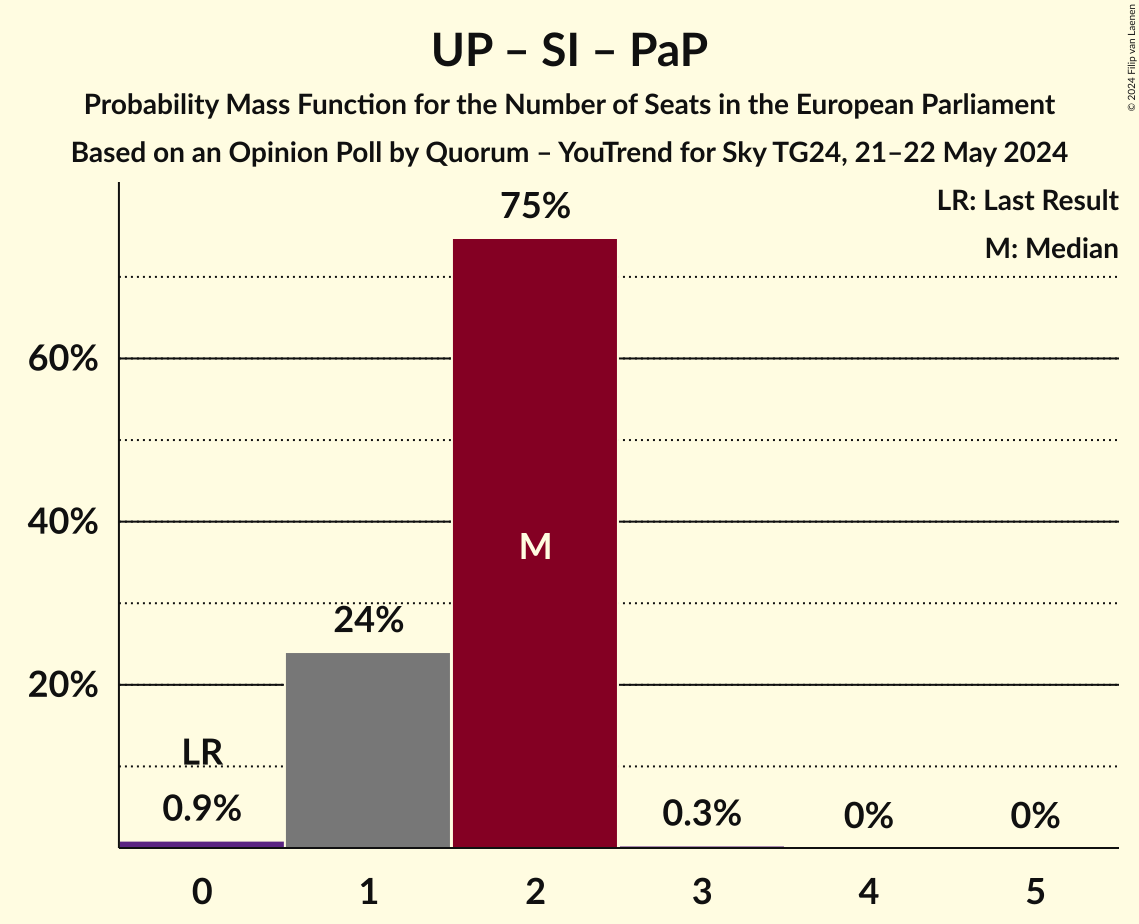 UP – SI – PaP
Probability Mass Function for the Number of Seats in the European Parliament
Based on an Opinion Poll by Quorum – YouTrend for Sky TG24, 21–22 May 2024
© 2024 Filip van Laenen
LR: Last Result
M: Median
75%
60%
40%
M
24%
20%
LR
0.9%
0.3%
0%
0%
0
1
2
3
4
5